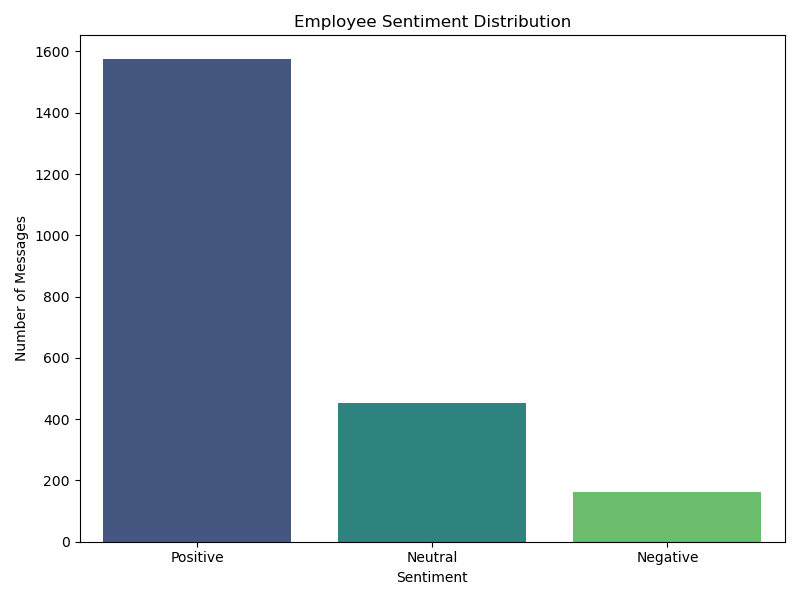 Employee Sentiment Distribution
1600
1400
1200
1000
800
600
400
200
0
Number of Messages
Positive Neutral Negative
Sentiment